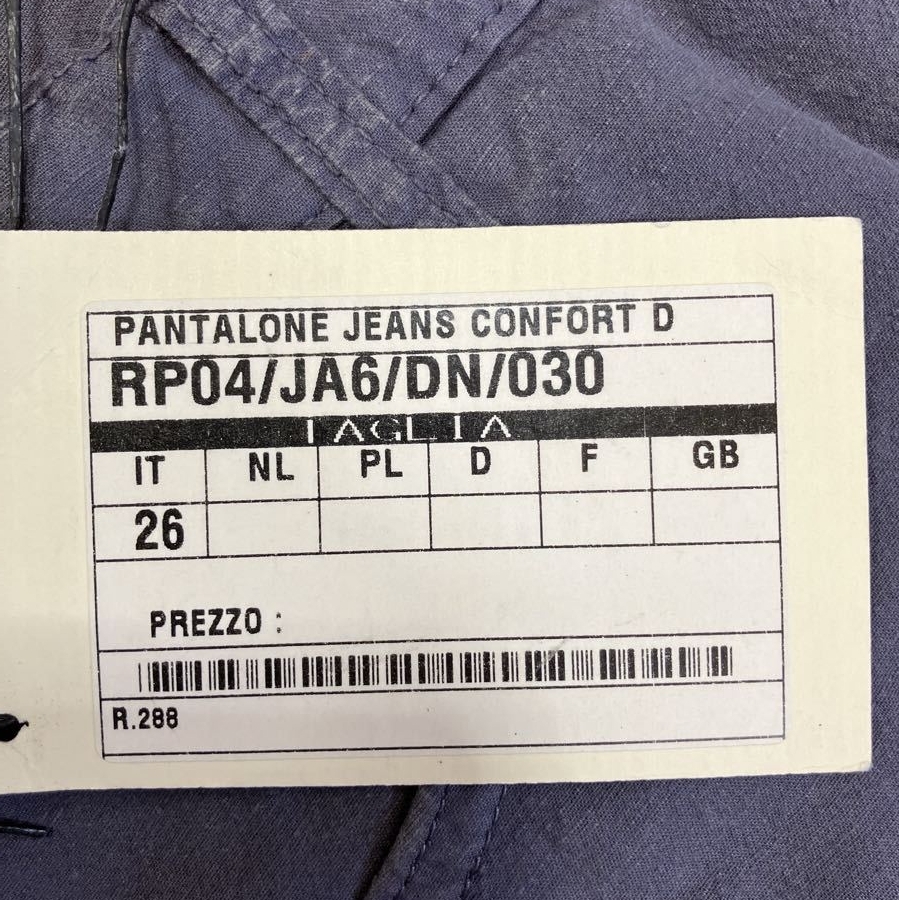 PANTALONE JEANS CONFORT D
RP04/JA6/DN/030
TAGLIA
IT NL PL D F GB
26
PREZZO :
R.288